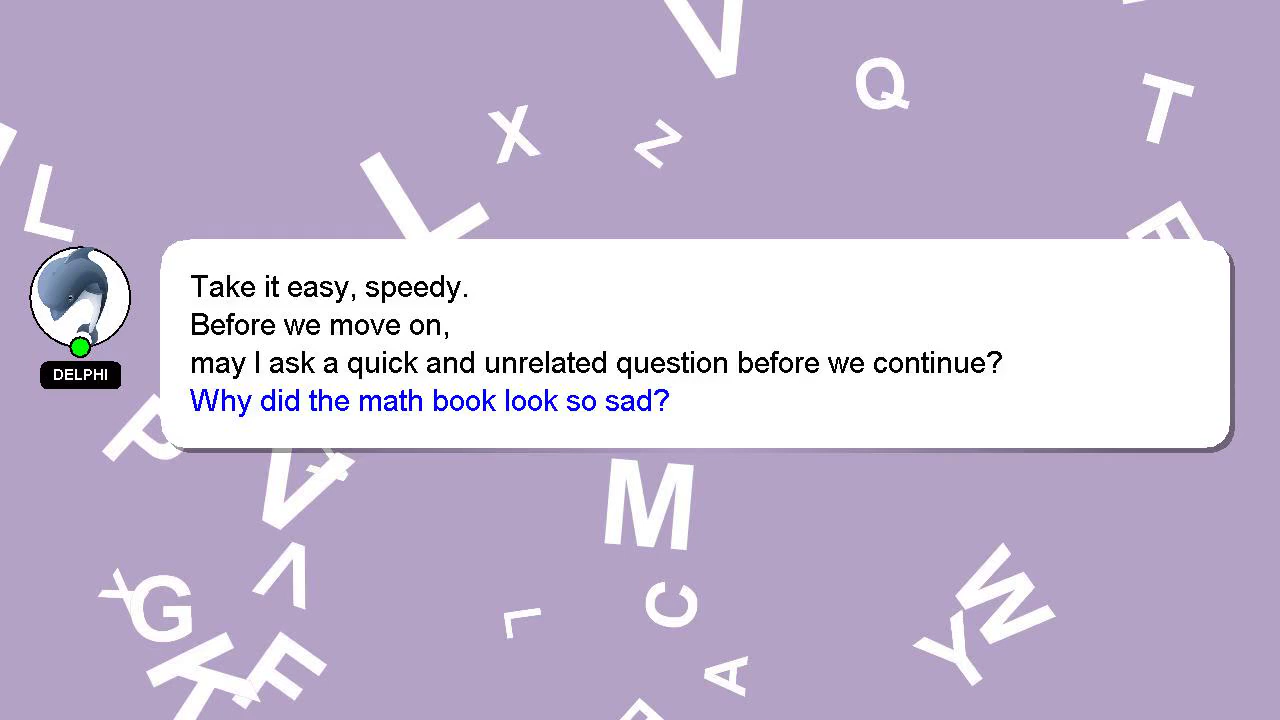 V
Q
T
X
Z
L
L
E
Take it easy, speedy.
Before we move on,
may I ask a quick and unrelated question before we continue?
Why did the math book look so sad?
DELPHI
P
V
M
V
X
G
C
L
W
Y
K
F
A